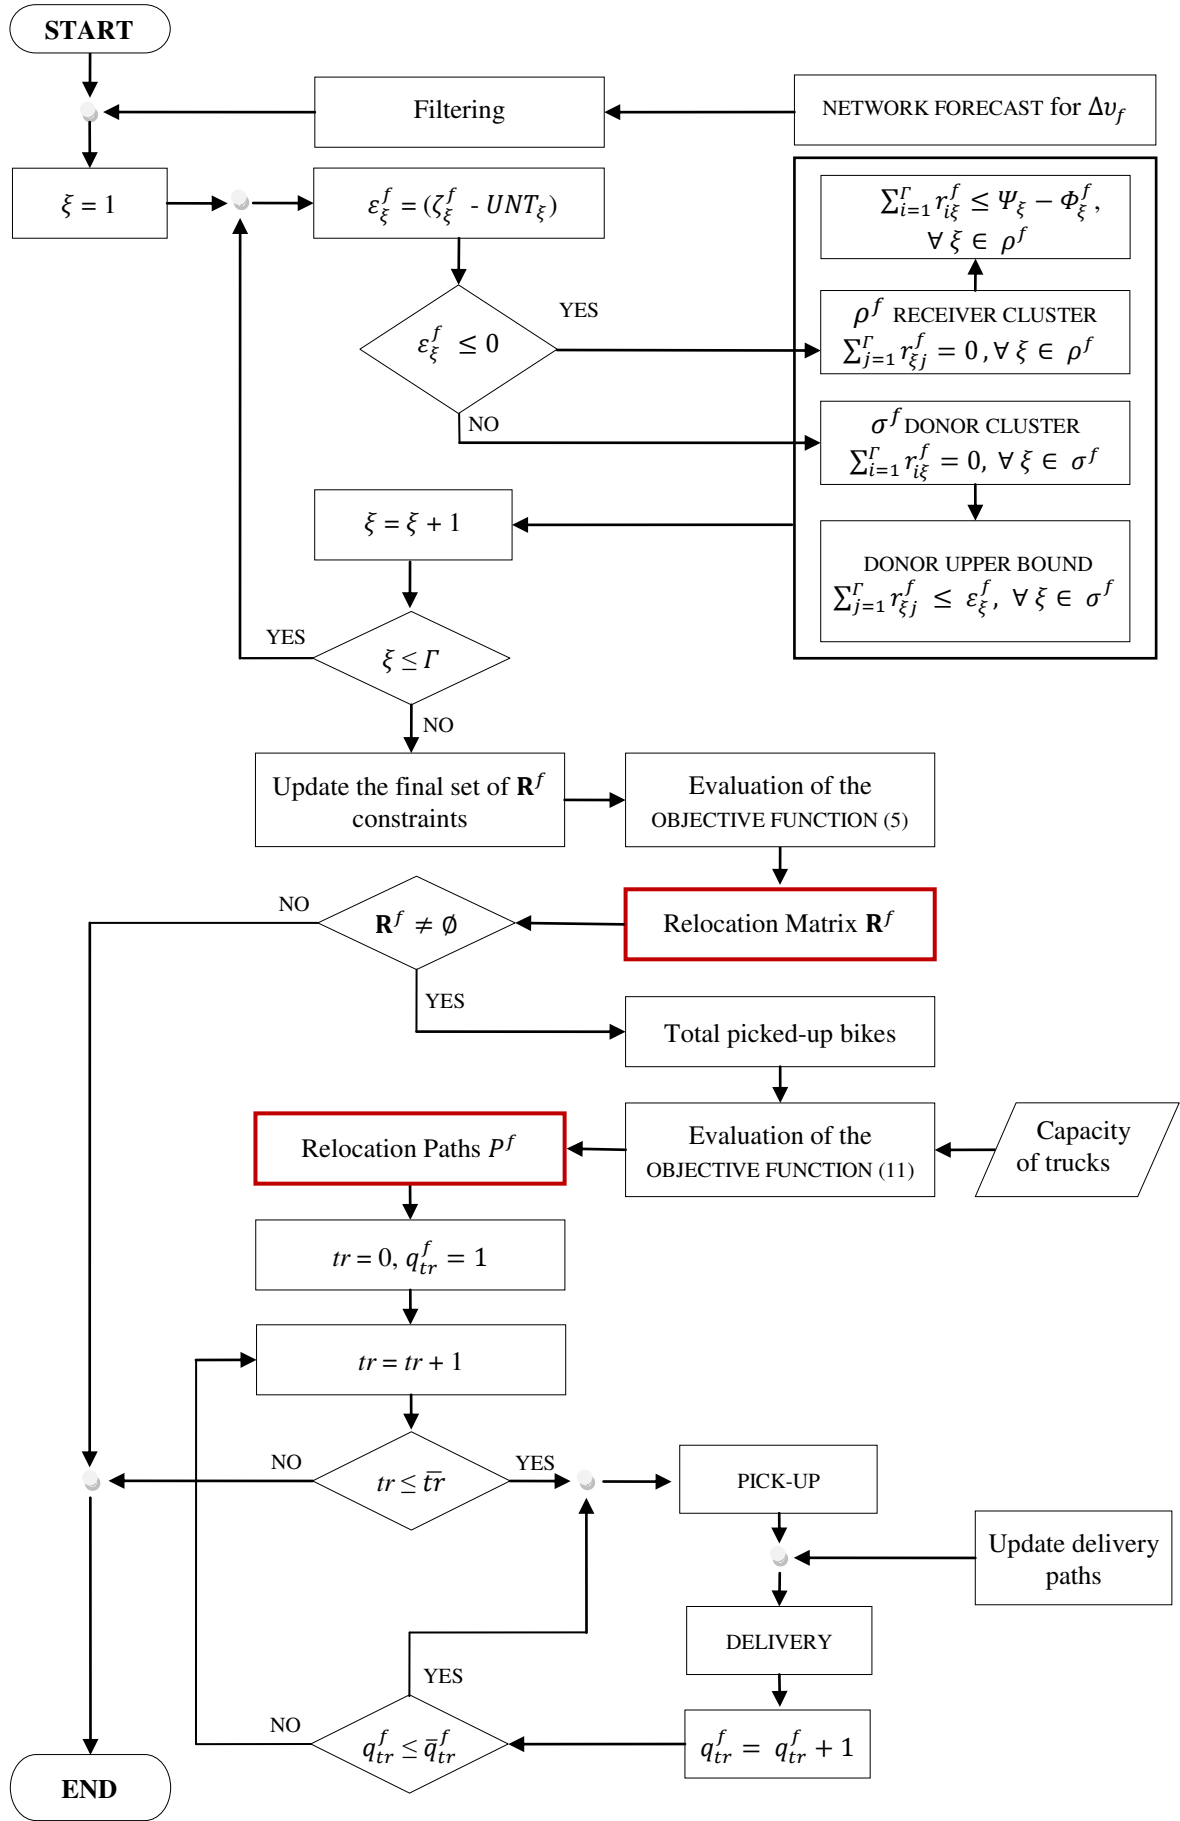 START
Filtering
NETWORK FORECAST for Δυ_f
ξ = 1
ε_ξ^f = (ζ_ξ^f - UNT_ξ)
∑_{i=1}^Γ r_{iξ}^f ≤ Ψ_ξ − Φ_ξ^f,
∀ ξ ∈ ρ^f
ε_ξ^f ≤ 0
YES
ρ^f RECEIVER CLUSTER
∑_{j=1}^Γ r_{ξj}^f = 0, ∀ ξ ∈ ρ^f
NO
σ^f DONOR CLUSTER
∑_{i=1}^Γ r_{iξ}^f = 0, ∀ ξ ∈ σ^f
ξ = ξ + 1
DONOR UPPER BOUND
∑_{j=1}^Γ r_{ξj}^f ≤ ε_ξ^f, ∀ ξ ∈ σ^f
YES
ξ ≤ Γ
NO
Update the final set of R^f
constraints
Evaluation of the
OBJECTIVE FUNCTION (5)
NO
R^f ≠ ∅
Relocation Matrix R^f
YES
Total picked-up bikes
Relocation Paths P^f
Evaluation of the
OBJECTIVE FUNCTION (11)
Capacity
of trucks
tr = 0, q_{tr}^f = 1
tr = tr + 1
NO
tr ≤ t̅r̅
YES
PICK-UP
Update delivery
paths
DELIVERY
YES
NO
q_{tr}^f ≤ q̅_{tr}^f
q_{tr}^f = q_{tr}^f + 1
END